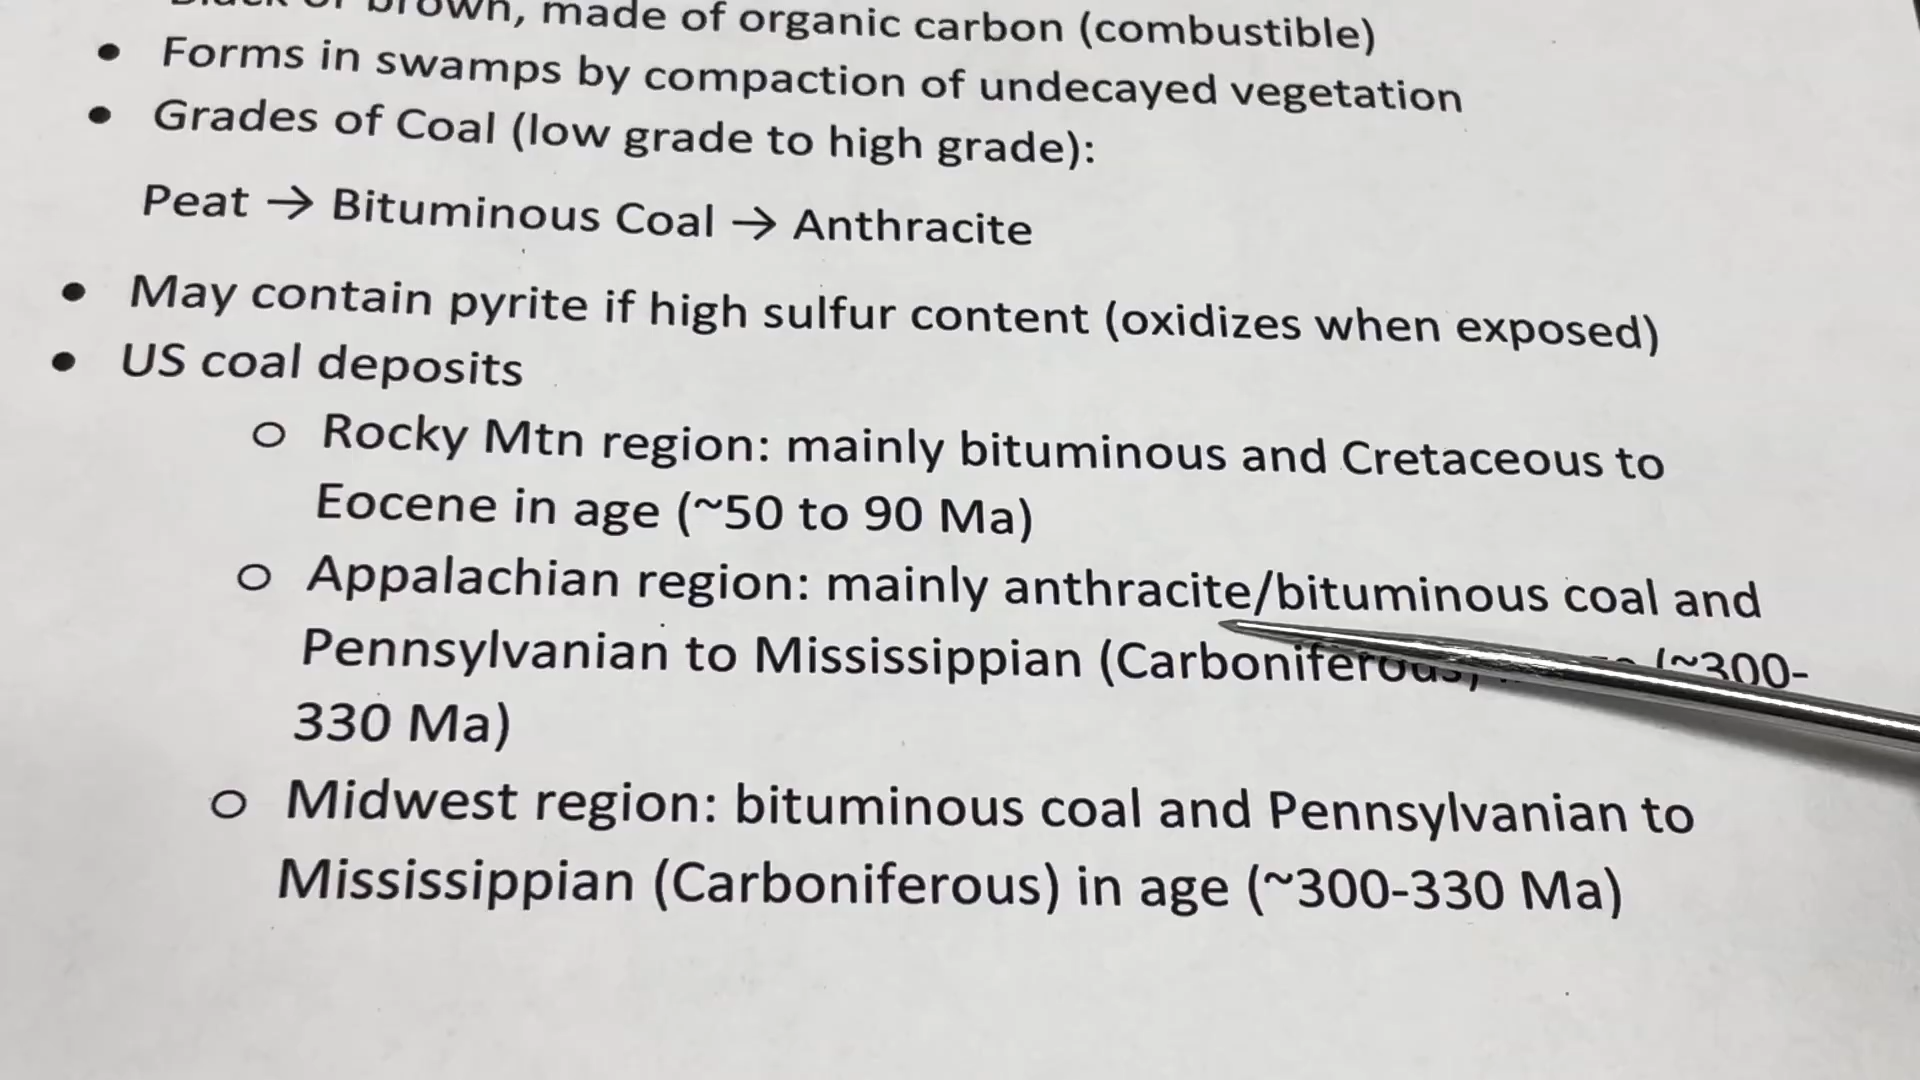 Black or brown, made of organic carbon (combustible)
• Forms in swamps by compaction of undecayed vegetation
• Grades of Coal (low grade to high grade):
Peat → Bituminous Coal → Anthracite
• May contain pyrite if high sulfur content (oxidizes when exposed)
• US coal deposits
o Rocky Mtn region: mainly bituminous and Cretaceous to
Eocene in age (~50 to 90 Ma)
o Appalachian region: mainly anthracite/bituminous coal and
Pennsylvanian to Mississippian (Carboniferous) (~300-
330 Ma)
o Midwest region: bituminous coal and Pennsylvanian to
Mississippian (Carboniferous) in age (~300-330 Ma)